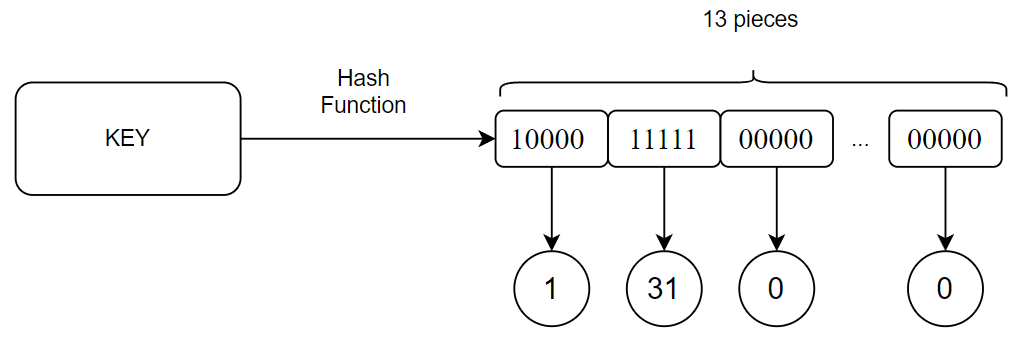 13 pieces
Hash
Function
KEY
10000 11111 00000 ... 00000
1 31 0 0